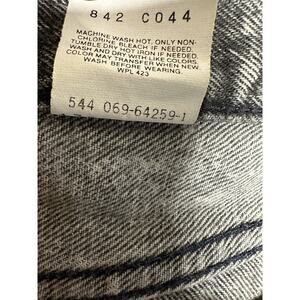 842 C044
MACHINE WASH HOT, ONLY NON-
CHLORINE, BLEACH IF NEEDED.
TUMBLE DRY HOT IRON IF NEEDED.
WASH AND DRY WITH LIKE COLORS.
COLOR MAY TRANSFER WHEN NEW,
WASH BEFORE WEARING.
WPL 423
544 069-64259-1